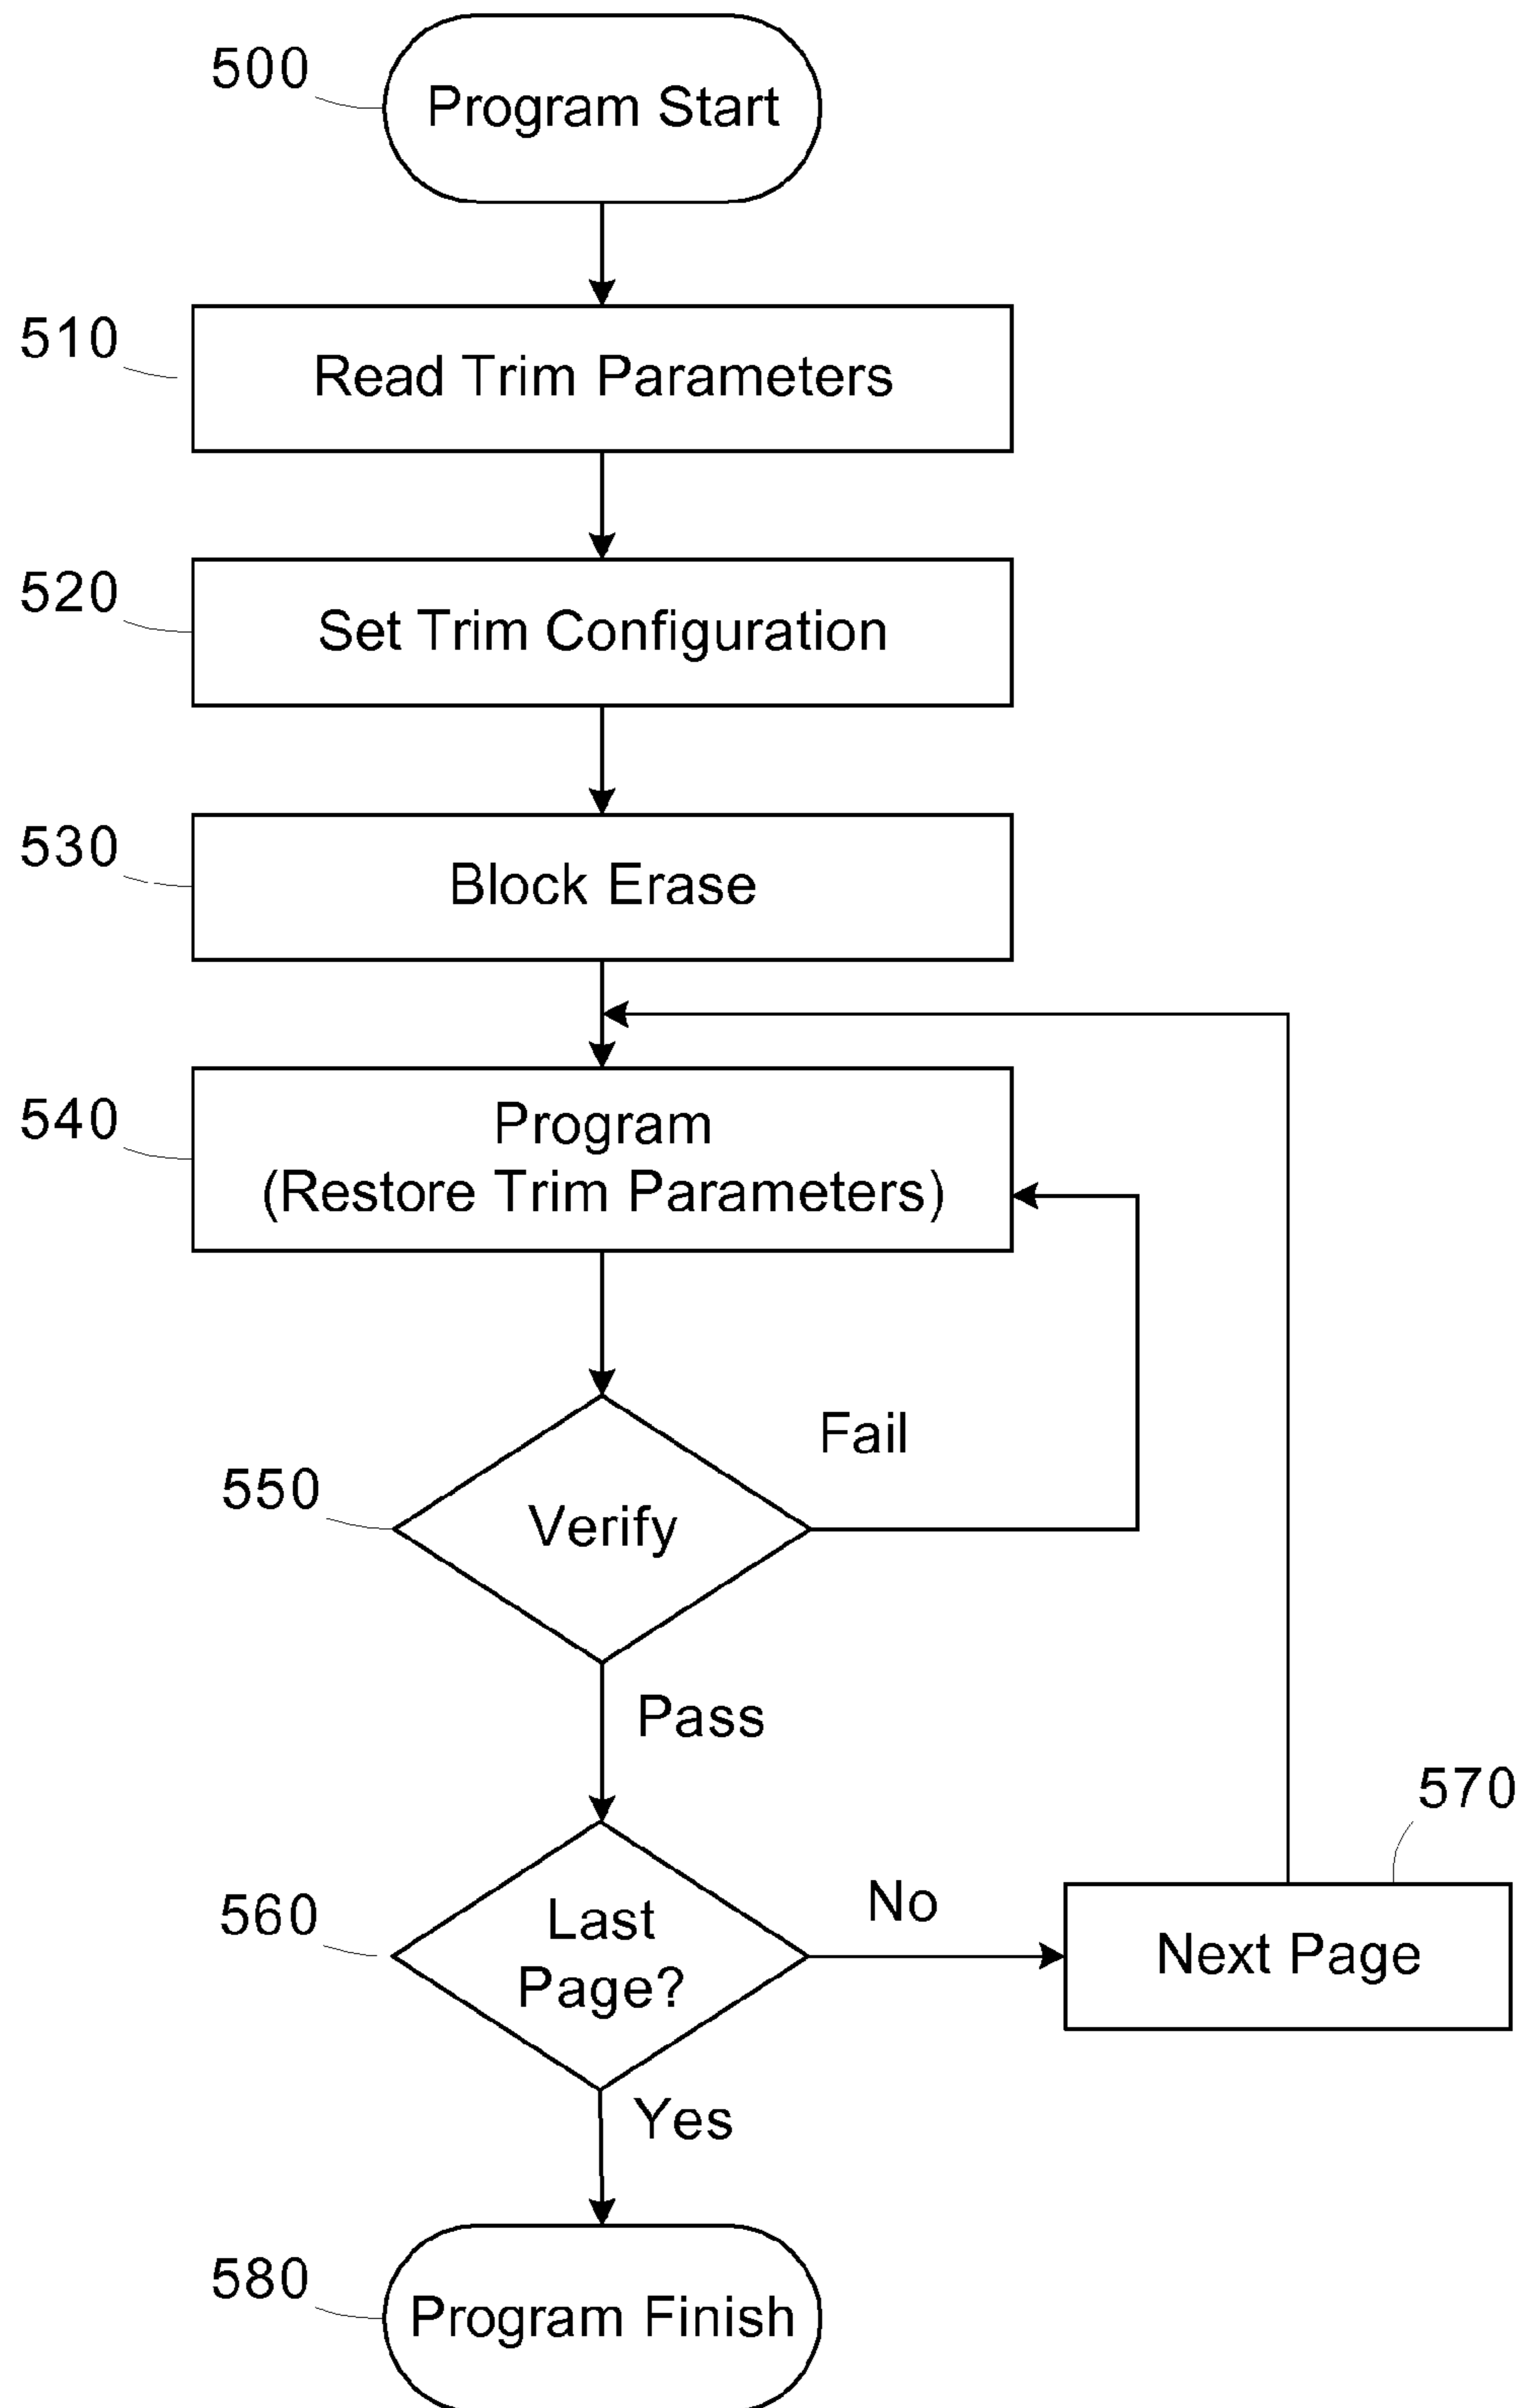 500
Program Start
510
Read Trim Parameters
520
Set Trim Configuration
530
Block Erase
540
Program
(Restore Trim Parameters)
Fail
550
Verify
Pass
570
560
Last
Page?
No
Next Page
Yes
580
Program Finish